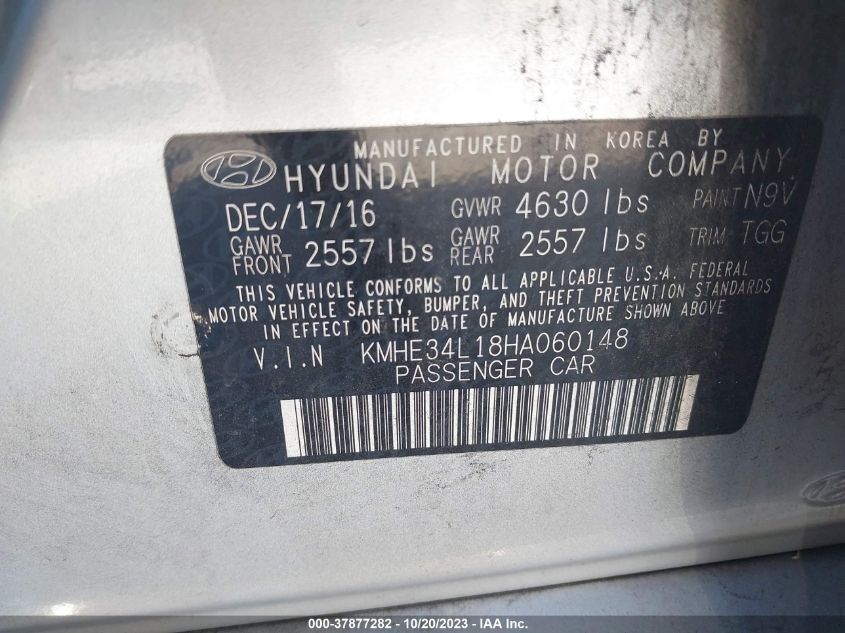 MANUFACTURED IN KOREA BY
HYUNDAI MOTOR COMPANY.
DEC/17/16 GVWR 4630 lbs PAINT N9V
GAWR FRONT 2557 lbs GAWR REAR 2557 lbs TRIM TGG
THIS VEHICLE CONFORMS TO ALL APPLICABLE U.S.A. FEDERAL
MOTOR VEHICLE SAFETY, BUMPER, AND THEFT PREVENTION STANDARDS
IN EFFECT ON THE DATE OF MANUFACTURE SHOWN ABOVE
V.I.N KMHE34L18HA060148
PASSENGER CAR
000-37877282 - 10/20/2023 - IAA Inc.